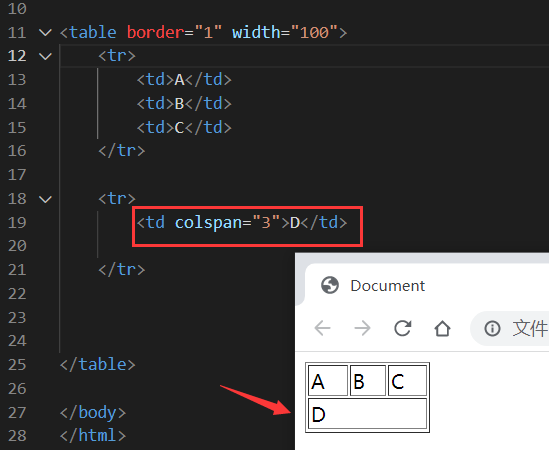 10
11 <table border="1" width="100">
12 <tr>
13 <td>A</td>
14 <td>B</td>
15 <td>C</td>
16 </tr>
17
18 <tr>
19 <td colspan="3">D</td>
20
21 </tr>
22
23
24
25 </table>
26
27 </body>
28 </html>
Document
文件
A B C
D